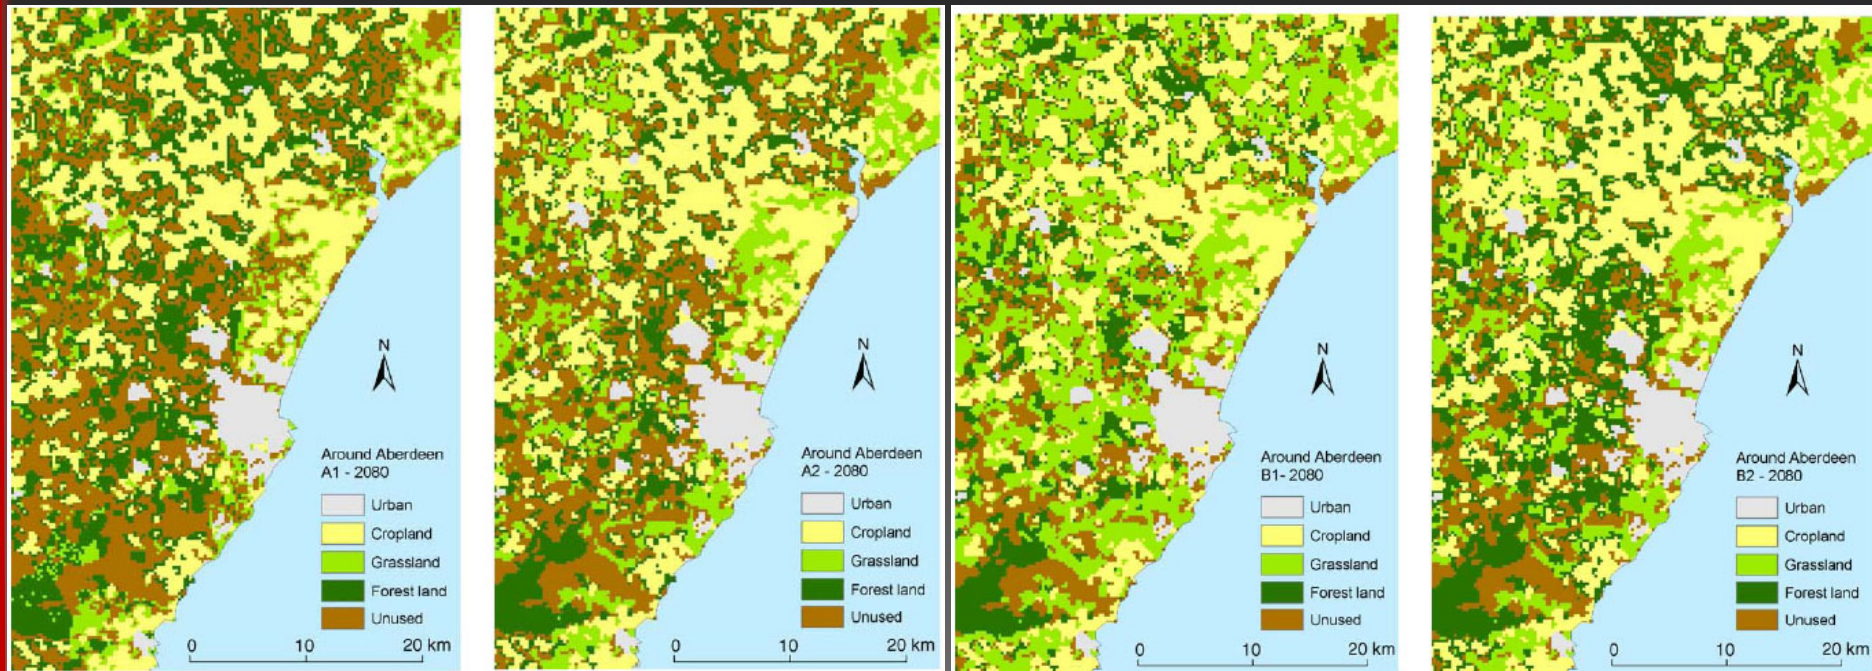 N
Around Aberdeen
A1 - 2080
Urban
Cropland
Grassland
Forest land
Unused
0 10 20 km
N
Around Aberdeen
A2 - 2080
Urban
Cropland
Grassland
Forest land
Unused
0 10 20 km
N
Around Aberdeen
B1- 2080
Urban
Cropland
Grassland
Forest land
Unused
0 10 20 km
N
Around Aberdeen
B2 - 2080
Urban
Cropland
Grassland
Forest land
Unused
0 10 20 km